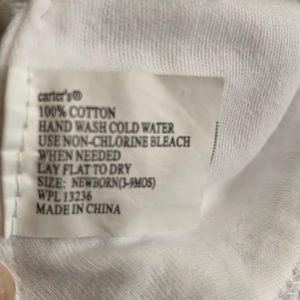 carter's®
100% COTTON
HAND WASH COLD WATER
USE NON-CHLORINE BLEACH
WHEN NEEDED
LAY FLAT TO DRY
SIZE: NEWBORN(3-9MOS)
WPL 13236
MADE IN CHINA